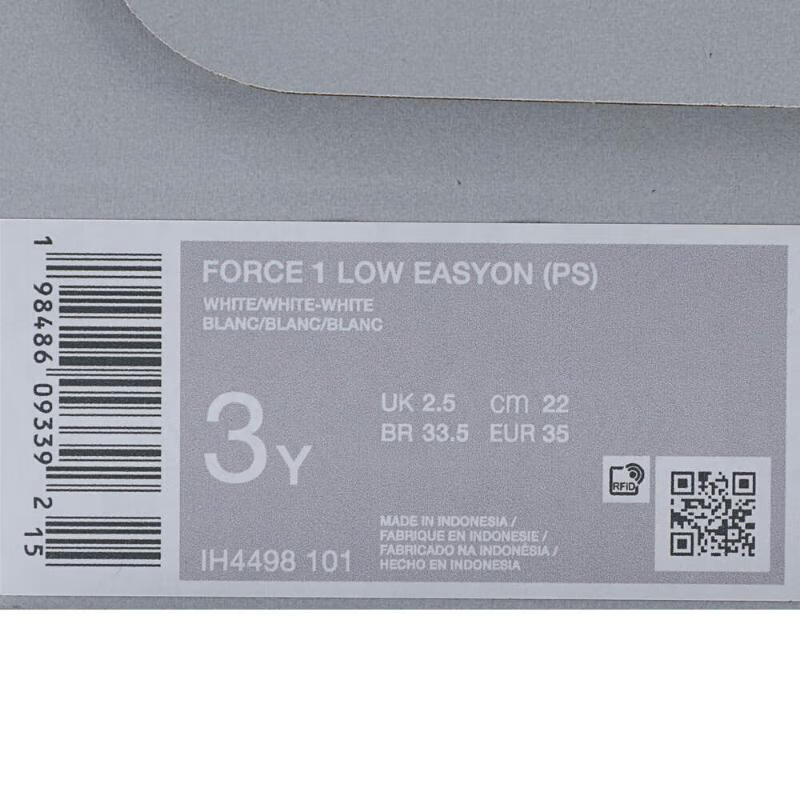 FORCE 1 LOW EASYON (PS)
WHITE/WHITE-WHITE
BLANC/BLANC/BLANC
3Y
UK 2.5 cm 22
BR 33.5 EUR 35
RFID
MADE IN INDONESIA /
FABRIQUE EN INDONESIE /
FABRICADO NA INDONÉSIA /
HECHO EN INDONESIA
IH4498 101
1 98486 09339 2 15